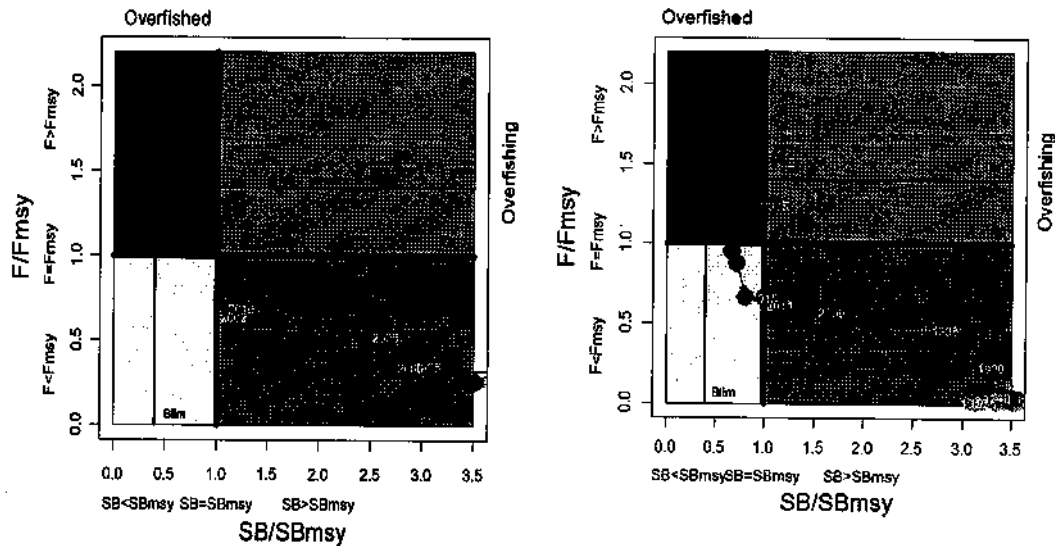 Overfished
Overfishing
F/Fmsy
F<Fmsy F=Fmsy F>Fmsy
0.0 0.5 1.0 1.5 2.0
Blim
0.0 0.5 1.0 1.5 2.0 2.5 3.0 3.5
SB<SBmsy SB=SBmsy SB>SBmsy
SB/SBmsy
Overfished
Overfishing
F/Fmsy
F<Fmsy F=Fmsy F>Fmsy
0.0 0.5 1.0 1.5 2.0
Blim
0.0 0.5 1.0 1.5 2.0 2.5 3.0 3.5
SB<SBmsy SB=SBmsy SB>SBmsy
SB/SBmsy